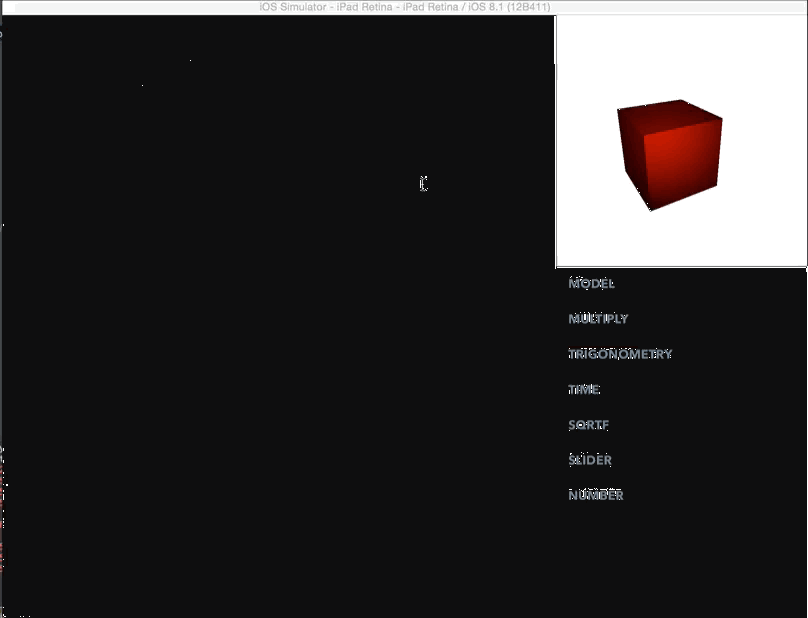 iOS Simulator - iPad Retina - iPad Retina / iOS 8.1 (12B411)
MODEL
MULTIPLY
TRIGONOMETRY
TIME
SQRTF
SLIDER
NUMBER